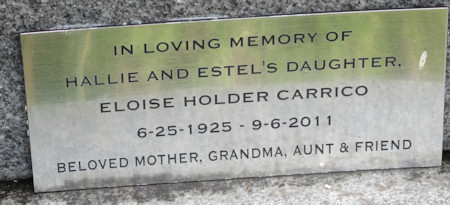 IN LOVING MEMORY OF
HALLIE AND ESTEL'S DAUGHTER,
ELOISE HOLDER CARRICO
6-25-1925 - 9-6-2011
BELOVED MOTHER, GRANDMA, AUNT & FRIEND